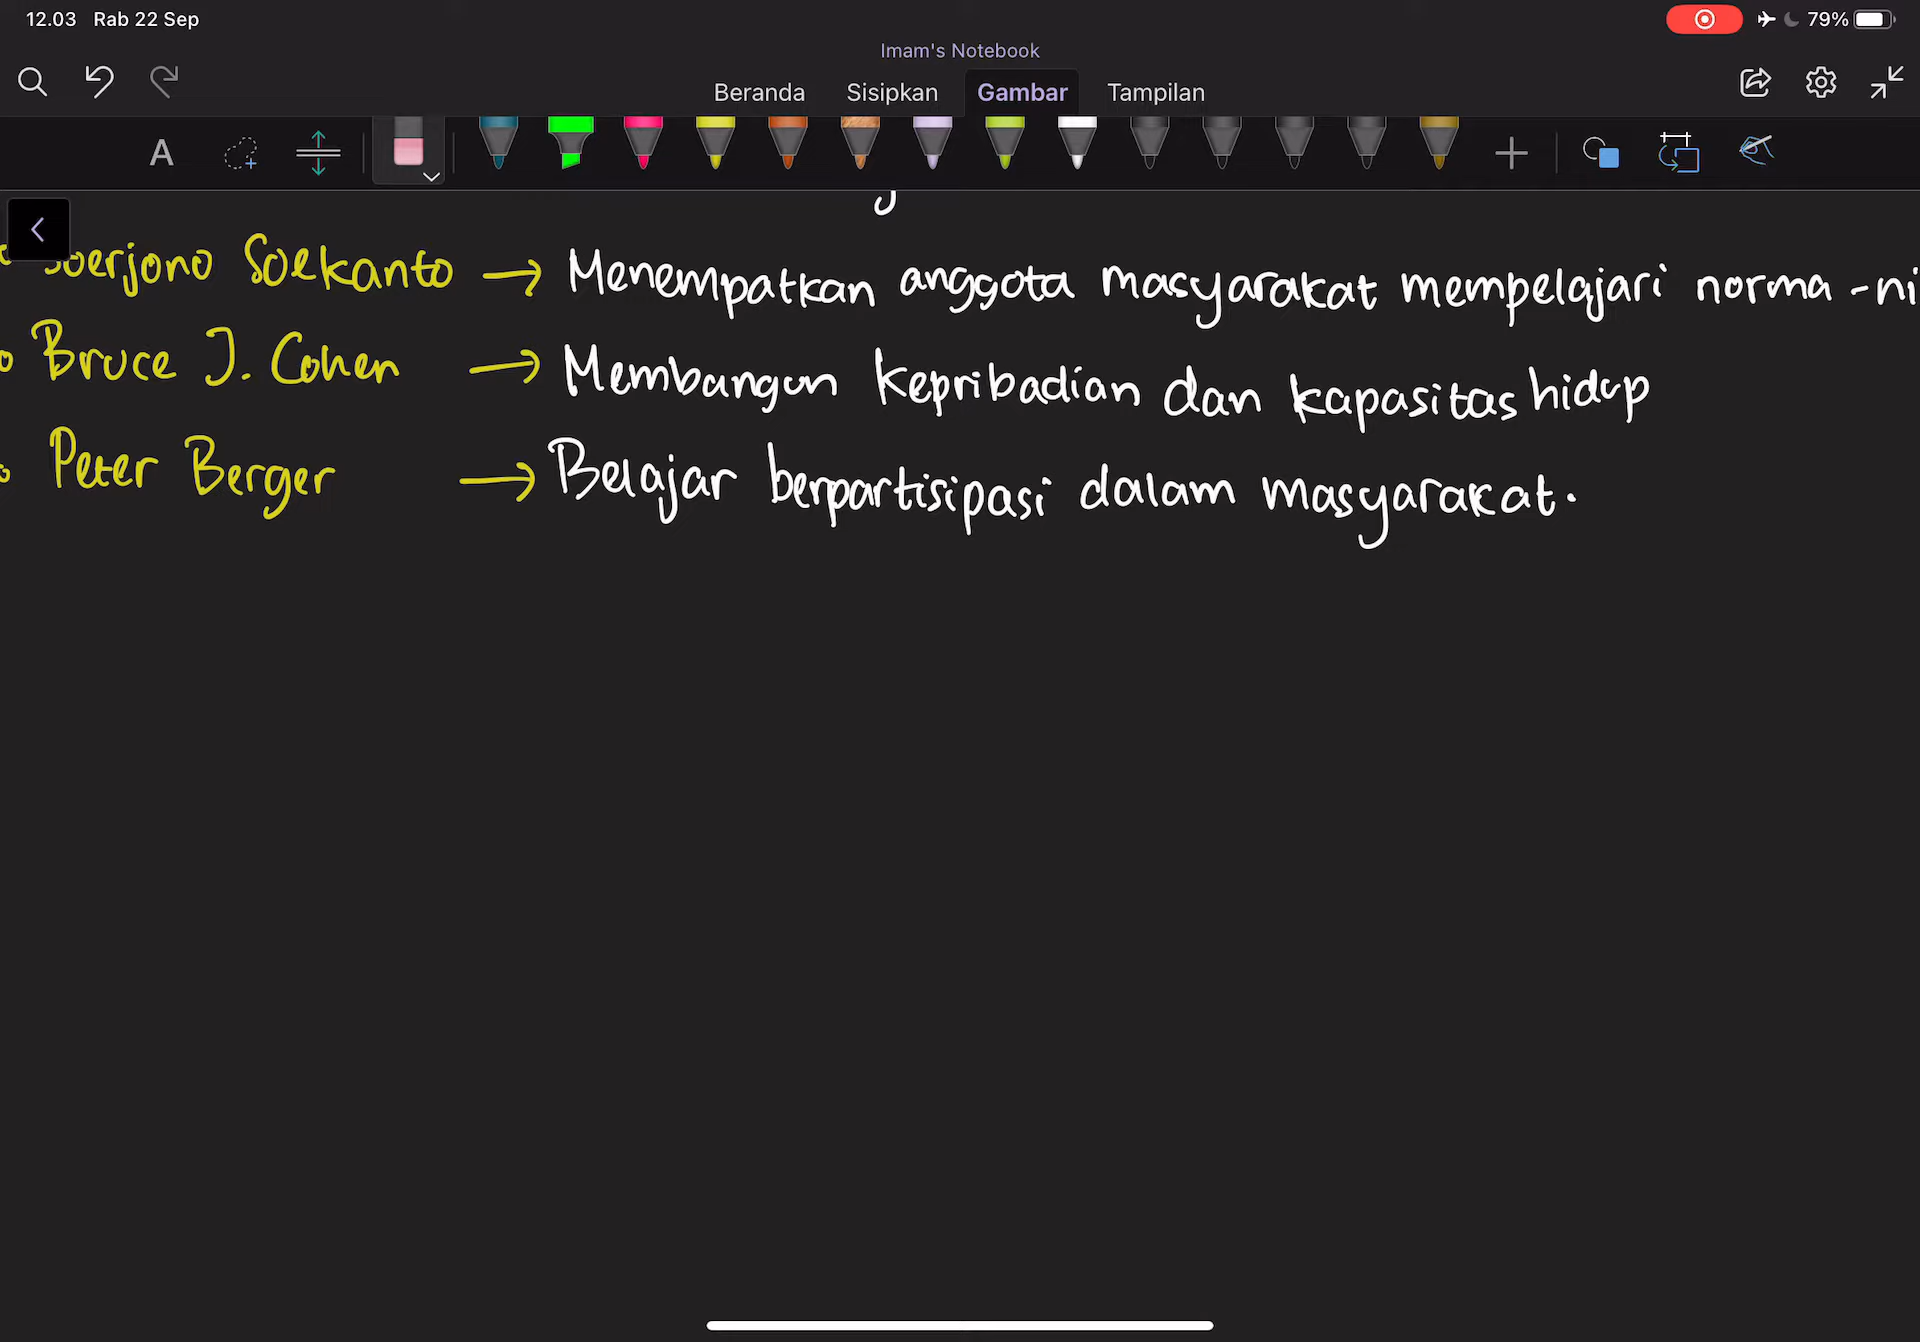 12.03 Rab 22 Sep
79%
Imam's Notebook
Beranda Sisipkan Gambar Tampilan
A
Soerjono Soekanto → Menempatkan anggota masyarakat mempelajari norma - ni
o Bruce J. Cohen → Membangun kepribadian dan kapasitas hidup
o Peter Berger → Belajar berpartisipasi dalam masyarakat.